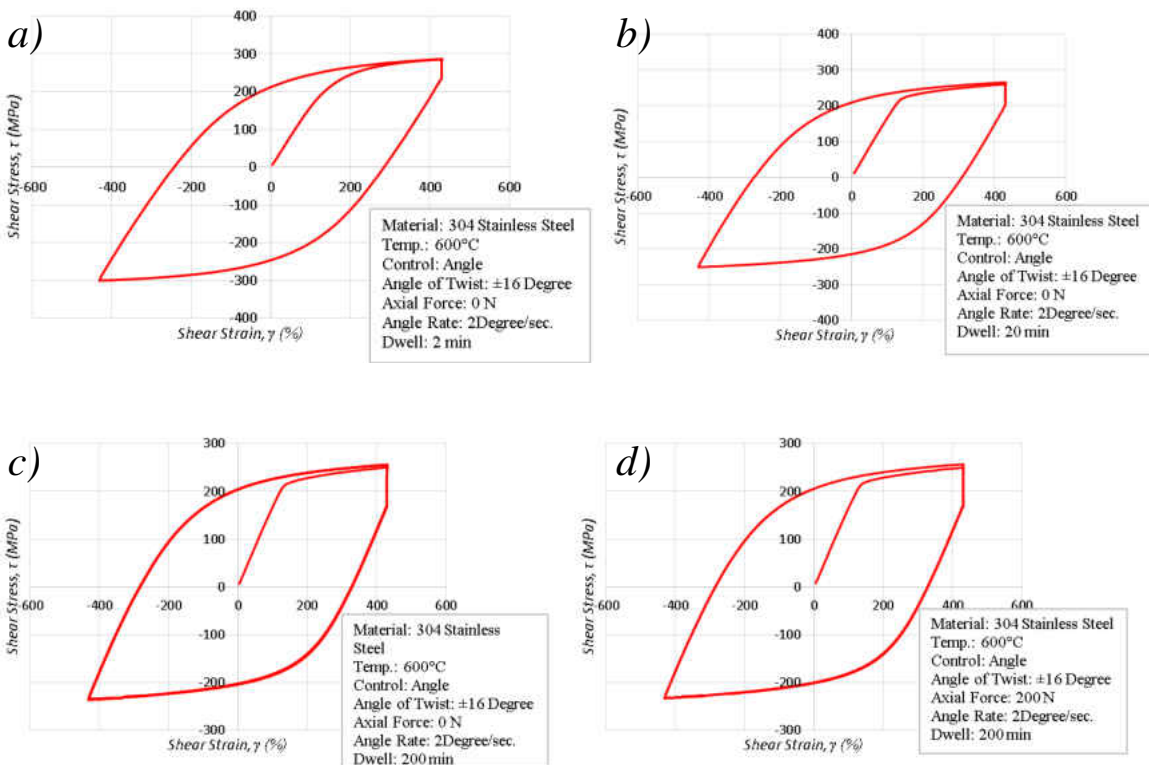 a)
400
300
200
100
0
-100
-200
-300
-400
-600
-400
-200
0
200
400
600
Shear Stress, τ (MPa)
Shear Strain, γ (%)
Material: 304 Stainless Steel
Temp.: 600°C
Control: Angle
Angle of Twist: ±16 Degree
Axial Force: 0 N
Angle Rate: 2Degree/sec.
Dwell: 2 min
b)
400
300
200
100
0
-100
-200
-300
-400
-600
-400
-200
0
200
400
600
Shear Stress, τ (MPa)
Shear Strain, γ (%)
Material: 304 Stainless Steel
Temp.: 600°C
Control: Angle
Angle of Twist: ±16 Degree
Axial Force: 0 N
Angle Rate: 2Degree/sec.
Dwell: 20 min
c)
300
200
100
0
-100
-200
-300
-600
-400
-200
0
200
400
600
Shear Stress, τ (MPa)
Shear Strain, γ (%)
Material: 304 Stainless
Steel
Temp.: 600°C
Control: Angle
Angle of Twist: ±16 Degree
Axial Force: 0 N
Angle Rate: 2Degree/sec.
Dwell: 200 min
d)
300
200
100
0
-100
-200
-300
-600
-400
-200
0
200
400
600
Shear Stress, τ (MPa)
Shear Strain, γ (%)
Material: 304 Stainless Steel
Temp.: 600°C
Control: Angle
Angle of Twist: ±16 Degree
Axial Force: 200 N
Angle Rate: 2Degree/sec.
Dwell: 200 min